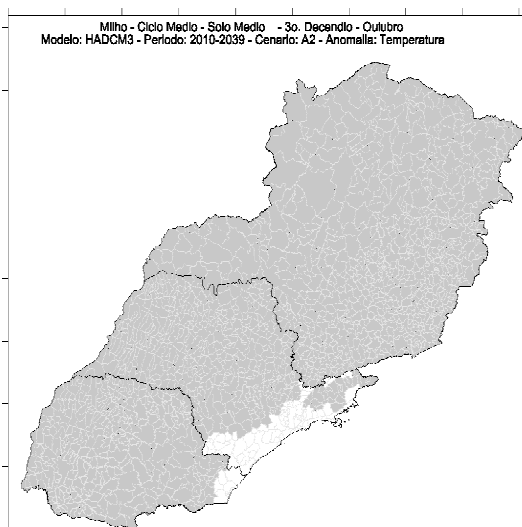 Milho - Ciclo Medio - Solo Medio - 3o. Decendio - Outubro
Modelo: HADCM3 - Periodo: 2010-2039 - Cenario: A2 - Anomalia: Temperatura